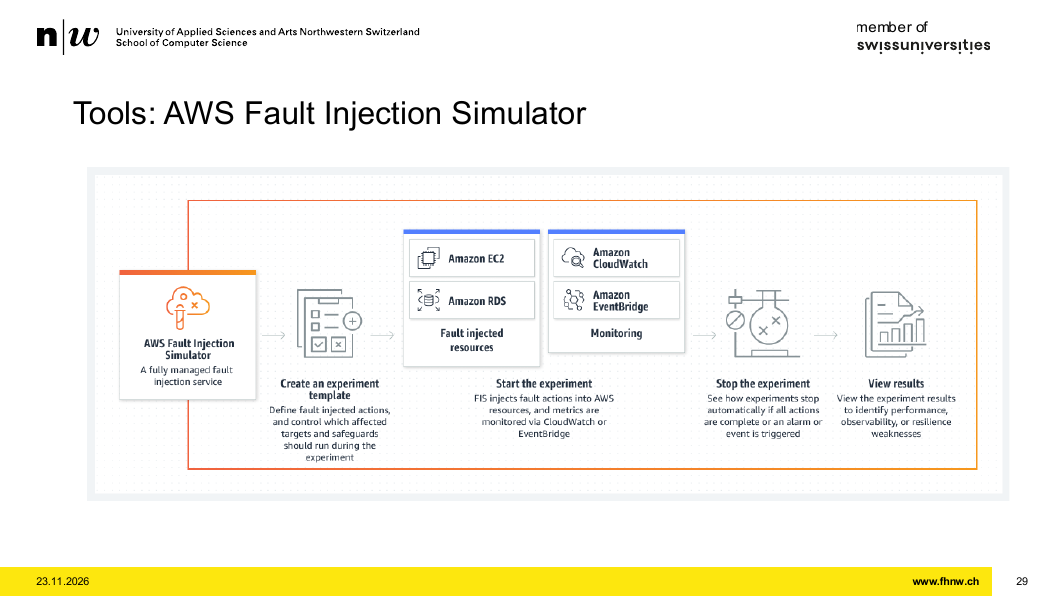 n|w University of Applied Sciences and Arts Northwestern Switzerland
School of Computer Science
member of
swissuniversities
Tools: AWS Fault Injection Simulator
AWS Fault Injection
Simulator
A fully managed fault
injection service
Create an experiment
template
Define fault injected actions,
and control which affected
targets and safeguards
should run during the
experiment
Amazon EC2
Amazon RDS
Fault injected
resources
Amazon
CloudWatch
Amazon
EventBridge
Monitoring
Start the experiment
FIS injects fault actions into AWS
resources, and metrics are
monitored via CloudWatch or
EventBridge
Stop the experiment
See how experiments stop
automatically if all actions
are complete or an alarm or
event is triggered
View results
View the experiment results
to identify performance,
observability, or resilience
weaknesses
23.11.2026
www.fhnw.ch
29